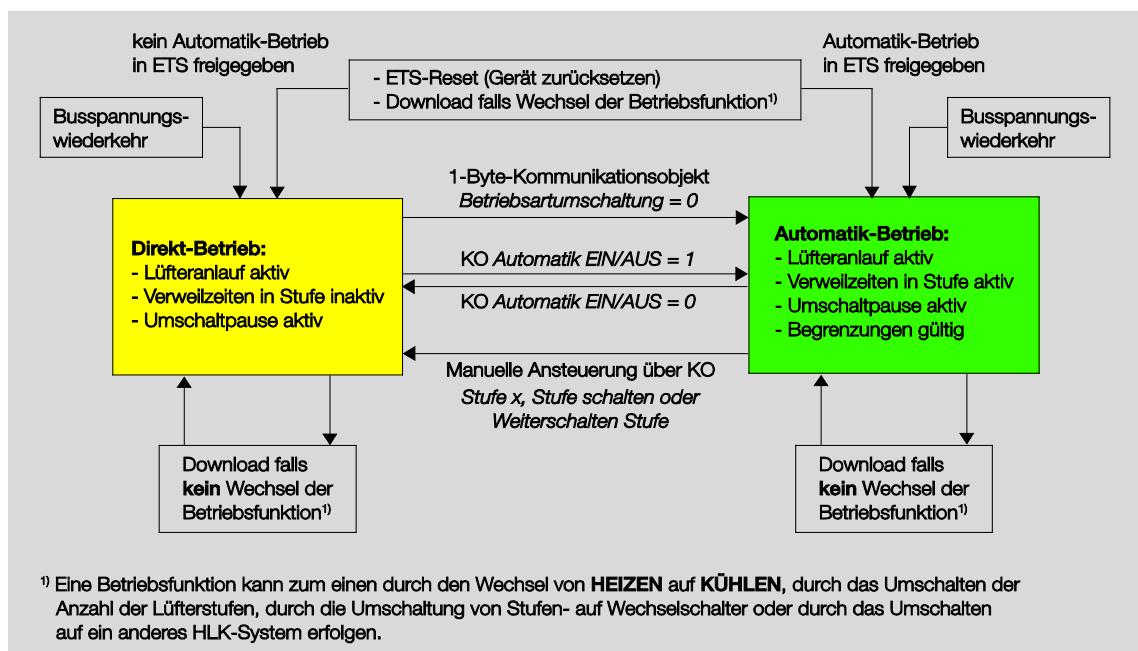 kein Automatik-Betrieb
in ETS freigegeben
Automatik-Betrieb
in ETS freigegeben
- ETS-Reset (Gerät zurücksetzen)
- Download falls Wechsel der Betriebsfunktion¹⁾
Busspannungs-
wiederkehr
Busspannungs-
wiederkehr
1-Byte-Kommunikationsobjekt
Betriebsartumschaltung = 0
Direkt-Betrieb:
- Lüfteranlauf aktiv
- Verweilzeiten in Stufe inaktiv
- Umschaltpause aktiv
KO Automatik EIN/AUS = 1
KO Automatik EIN/AUS = 0
Automatik-Betrieb:
- Lüfteranlauf aktiv
- Verweilzeiten in Stufe aktiv
- Umschaltpause aktiv
- Begrenzungen gültig
Manuelle Ansteuerung über KO
Stufe x, Stufe schalten oder
Weiterschalten Stufe
Download falls
kein Wechsel der
Betriebsfunktion¹⁾
Download falls
kein Wechsel der
Betriebsfunktion¹⁾
¹⁾ Eine Betriebsfunktion kann zum einen durch den Wechsel von HEIZEN auf KÜHLEN, durch das Umschalten der
Anzahl der Lüfterstufen, durch die Umschaltung von Stufen- auf Wechselschalter oder durch das Umschalten
auf ein anderes HLK-System erfolgen.